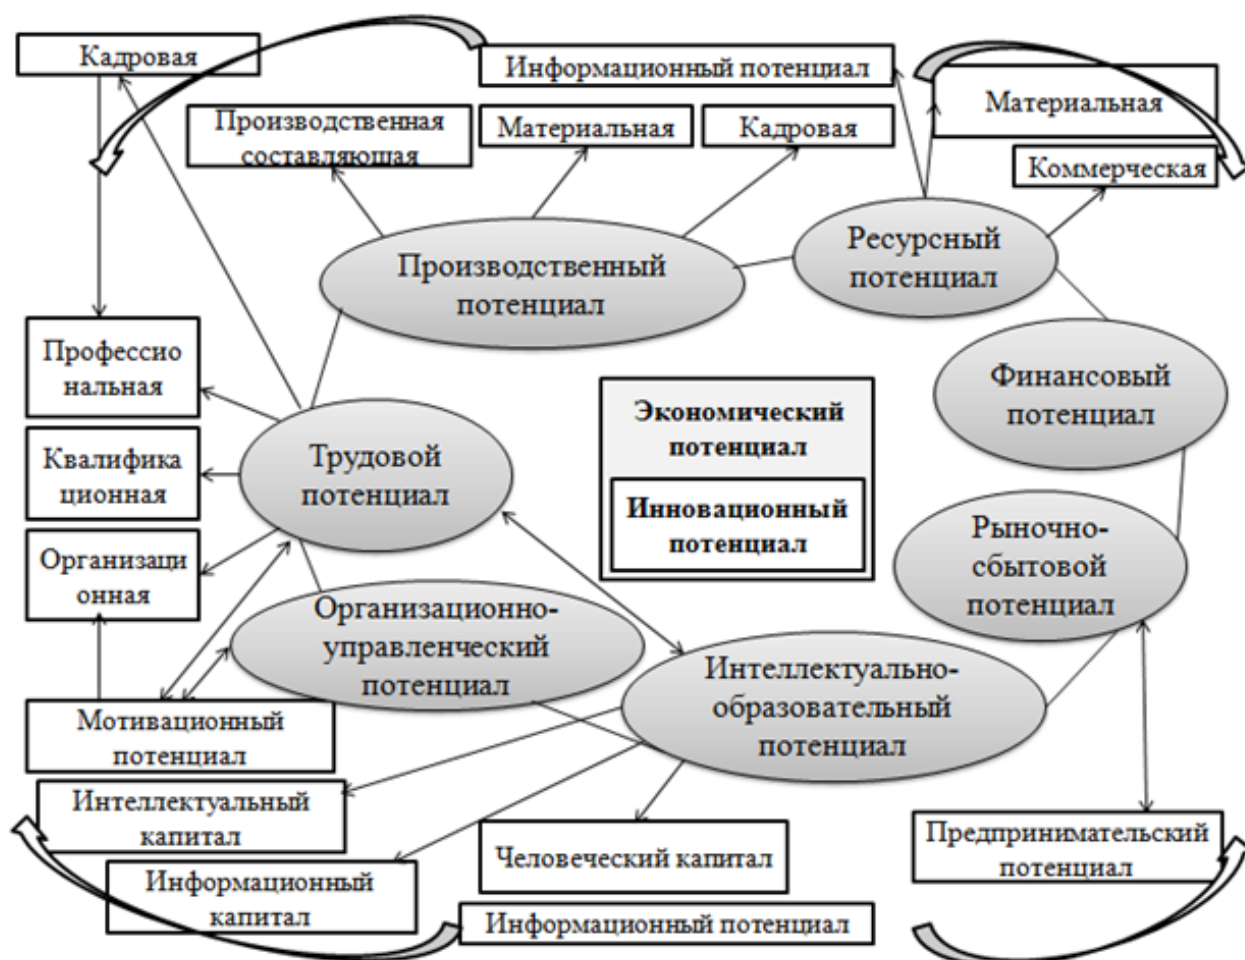 Кадровая
Информационный потенциал
Материальная
Производственная
составляюшая
Материальная
Кадровая
Коммерческая
Производственный
потенциал
Ресурсный
потенциал
Профессио
нальная
Финансовый
потенциал
Экономический
потенциал
Инновационный
потенциал
Трудовой
потенциал
Квалифика
ционная
Организаци
онная
Рыночно-
сбытовой
потенциал
Организационно-
управленческий
потенциал
Интеллектуально-
образовательный
потенциал
Мотивационный
потенциал
Интеллектуальный
капитал
Информационный
капитал
Человеческий капитал
Предпринимательский
потенциал
Информационный потенциал